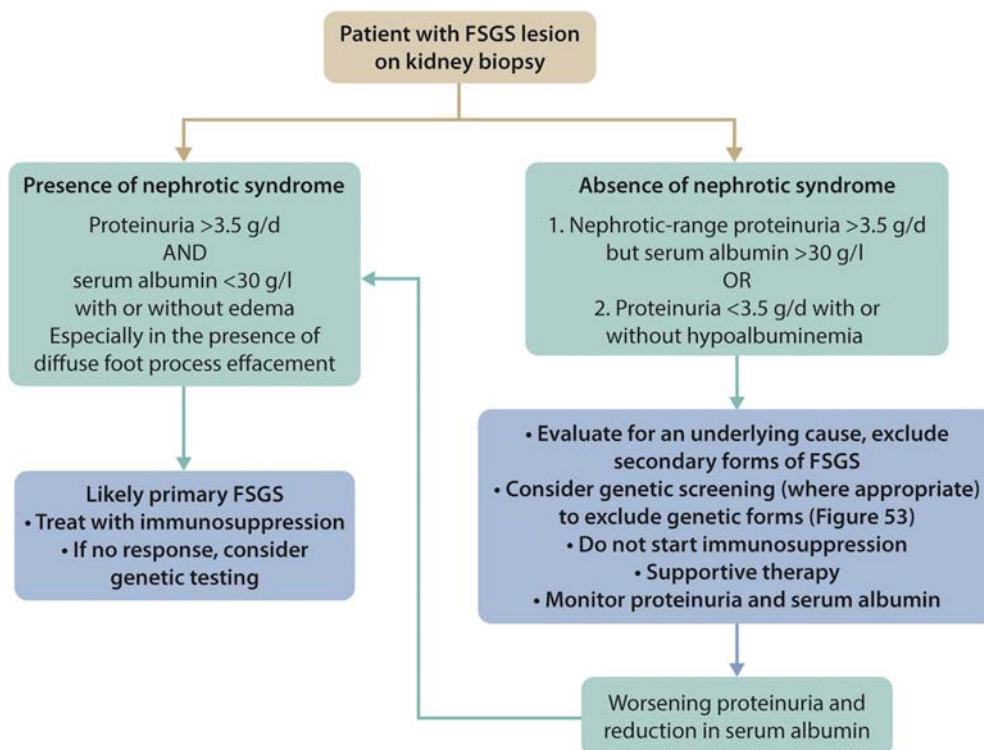 Patient with FSGS lesion
on kidney biopsy
Presence of nephrotic syndrome
Proteinuria >3.5 g/d
AND
serum albumin <30 g/l
with or without edema
Especially in the presence of
diffuse foot process effacement
Absence of nephrotic syndrome
1. Nephrotic-range proteinuria >3.5 g/d
but serum albumin >30 g/l
OR
2. Proteinuria <3.5 g/d with or
without hypoalbuminemia
Likely primary FSGS
• Treat with immunosuppression
• If no response, consider
genetic testing
• Evaluate for an underlying cause, exclude
secondary forms of FSGS
• Consider genetic screening (where appropriate)
to exclude genetic forms (Figure 53)
• Do not start immunosuppression
• Supportive therapy
• Monitor proteinuria and serum albumin
Worsening proteinuria and
reduction in serum albumin